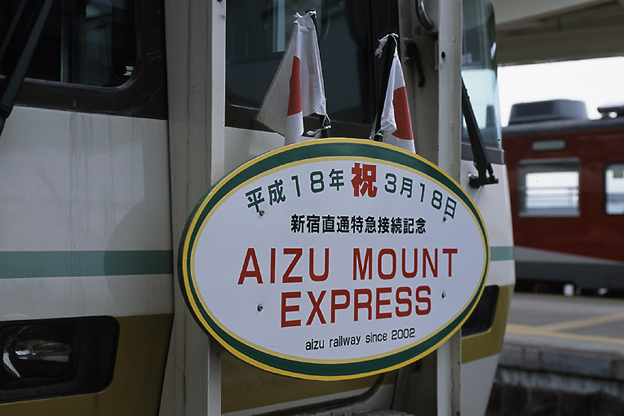 平成18年 祝 3月18日
新宿直通特急接続記念
AIZU MOUNT
EXPRESS
aizu railway since 2002